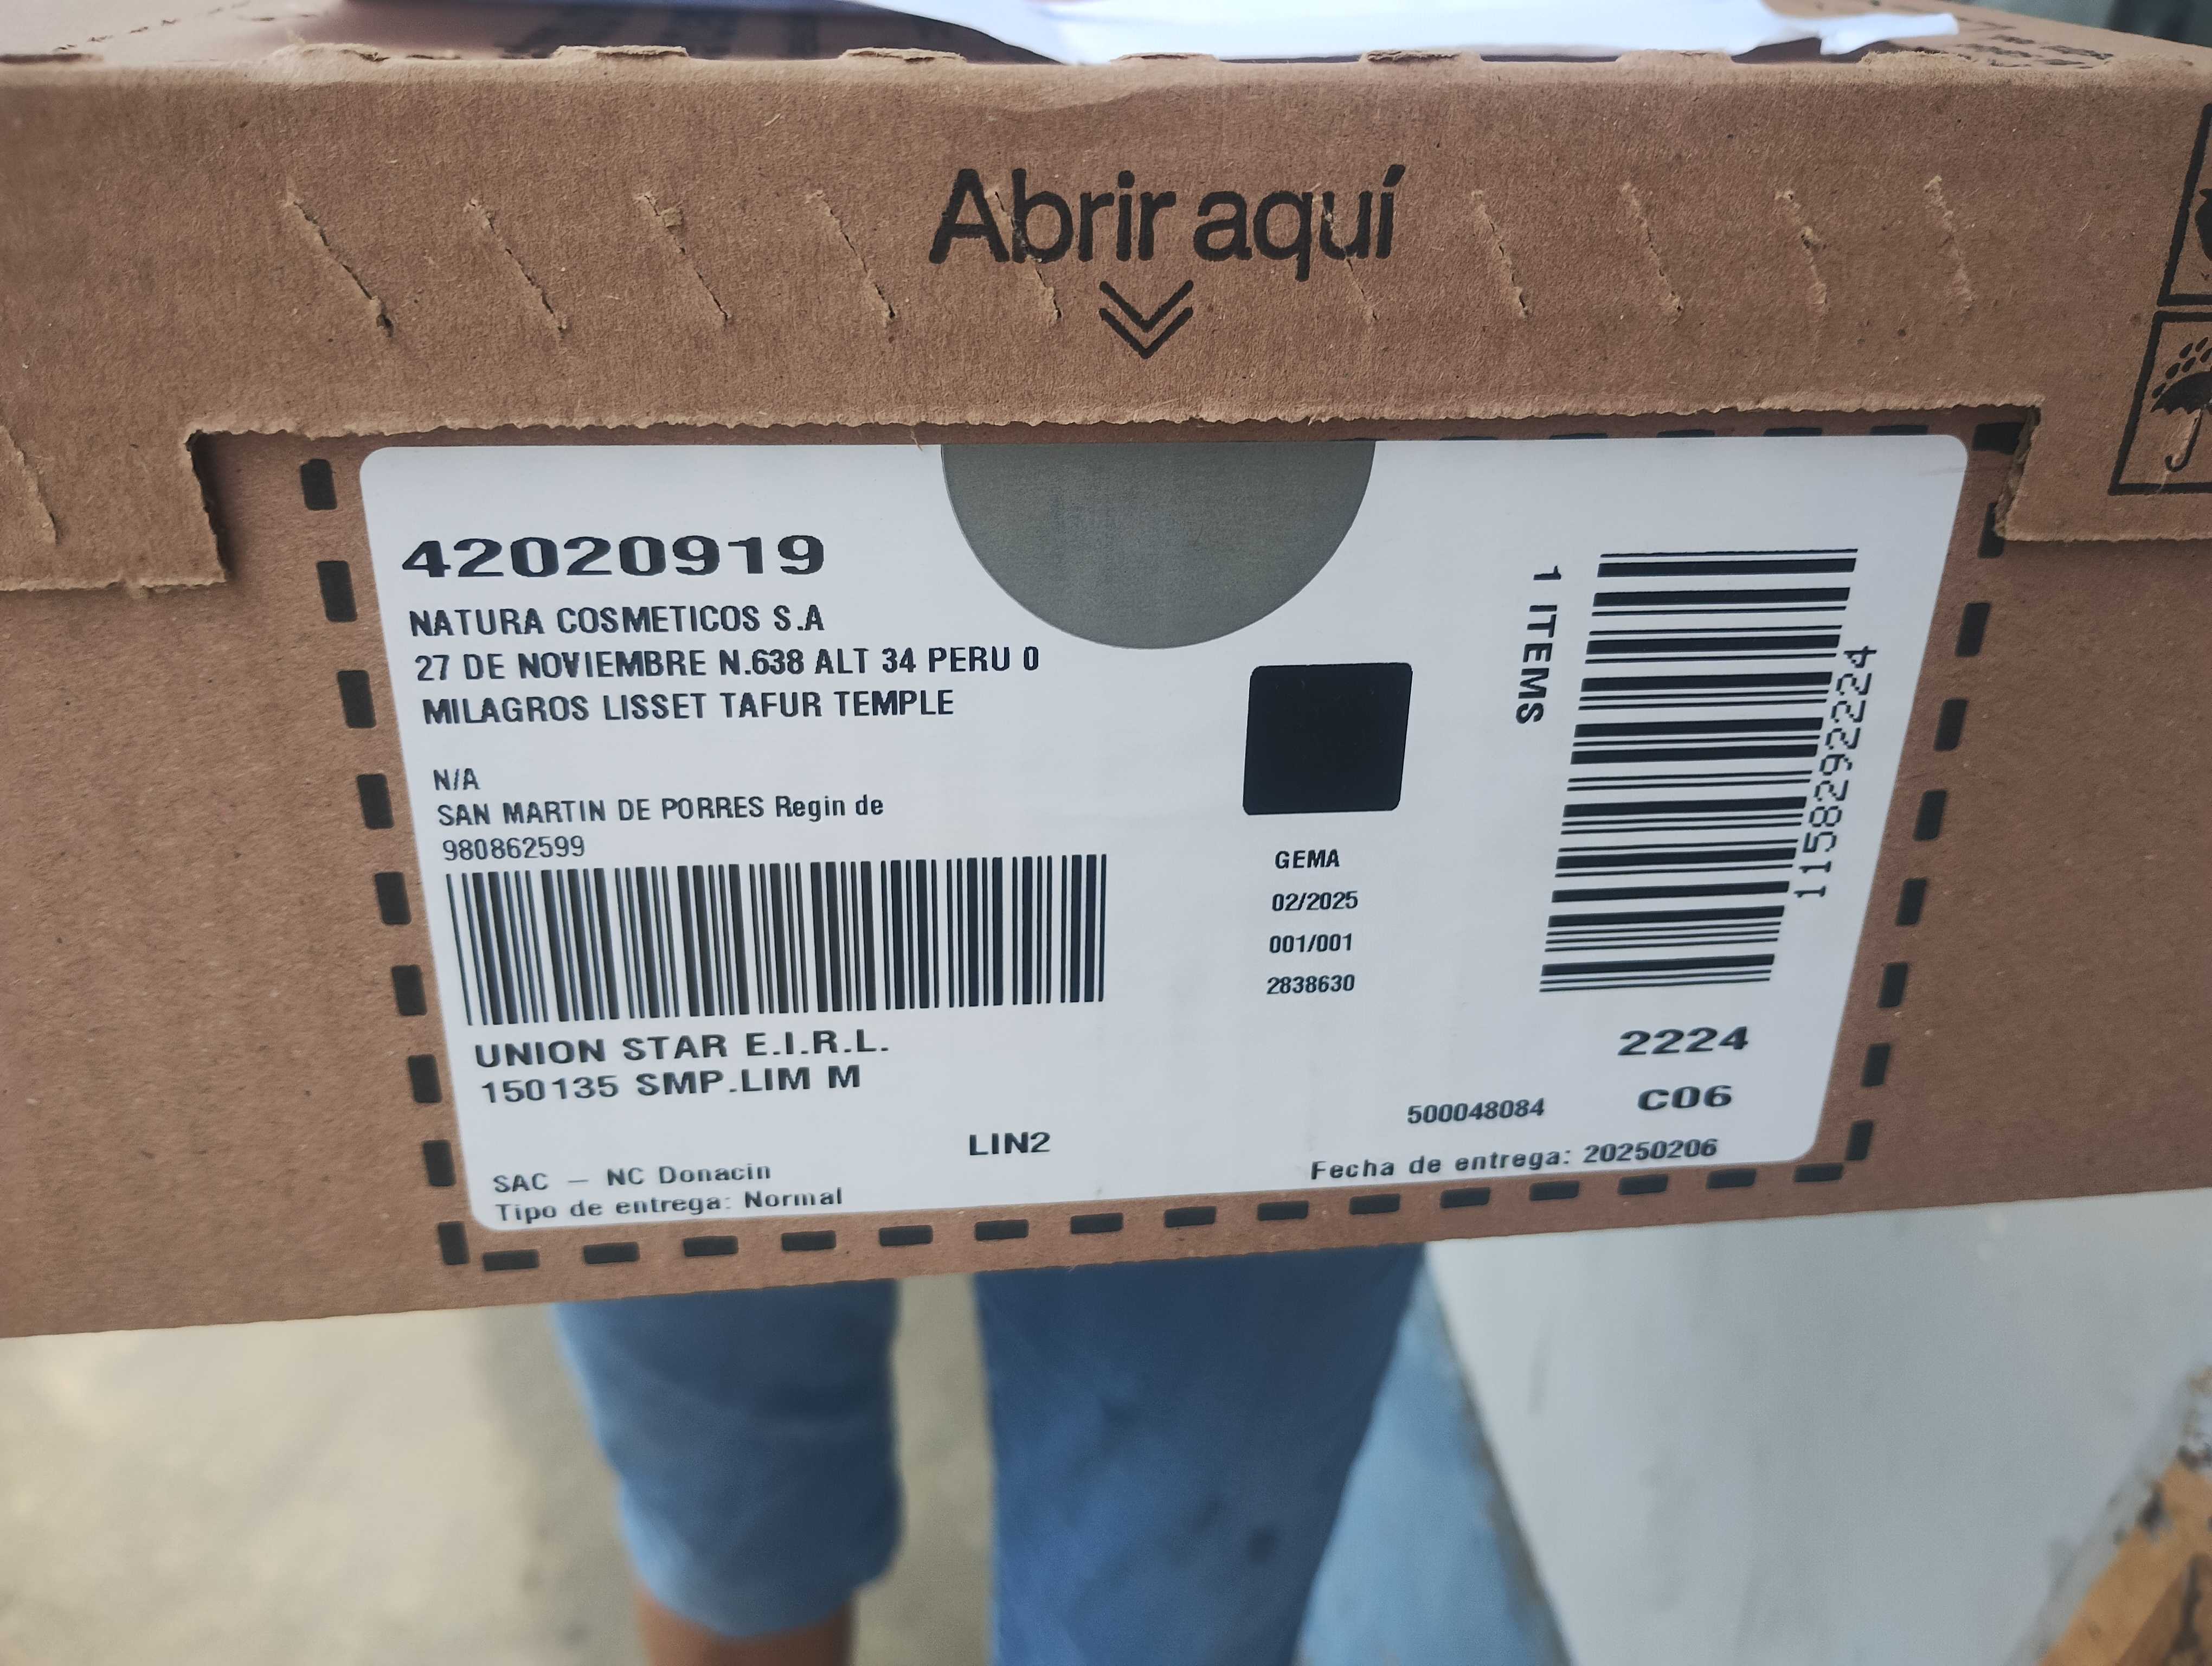 Abrir aquí
42020919
NATURA COSMETICOS S.A
27 DE NOVIEMBRE N.638 ALT 34 PERU 0
MILAGROS LISSET TAFUR TEMPLE
N/A
SAN MARTIN DE PORRES Regin de
980862599
UNION STAR E.I.R.L.
150135 SMP.LIM M
LIN2
SAC – NC Donacin
Tipo de entrega: Normal
GEMA
02/2025
001/001
2838630
1 ITEMS
1158292224
2224
C06
500048084
Fecha de entrega: 20250206